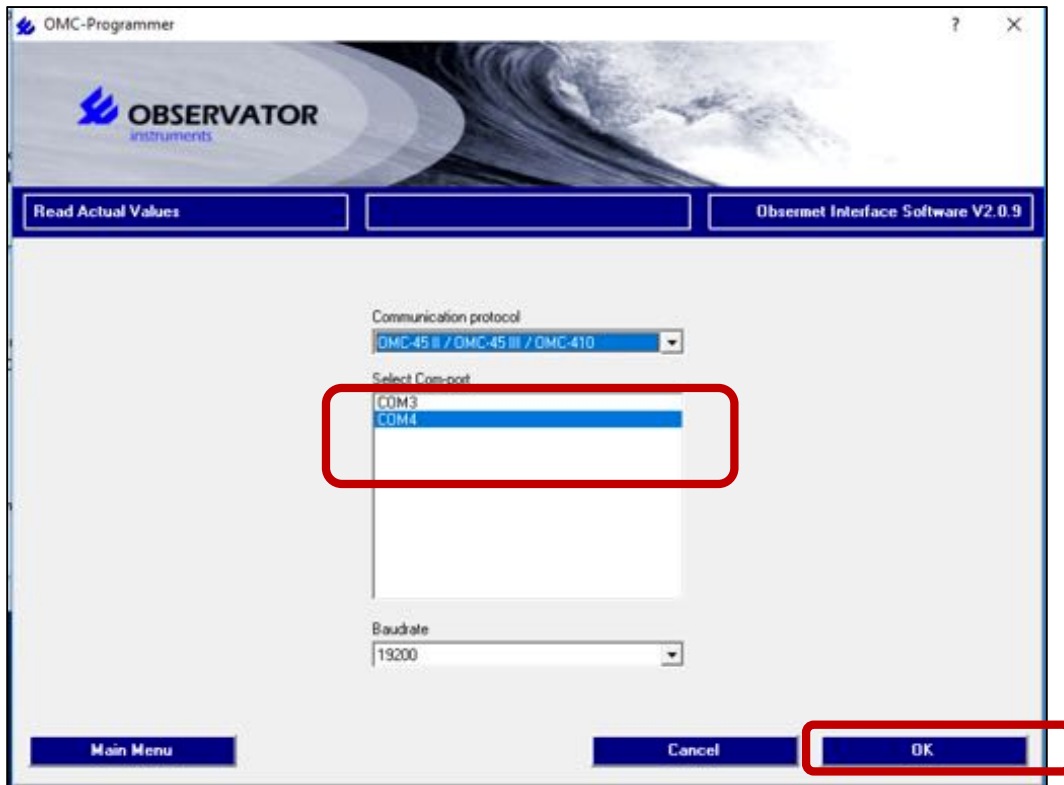 OMC-Programmer
?
OBSERVATOR
instruments
Read Actual Values
Obsermet Interface Software V2.0.9
Communication protocol
OMC-45 II / OMC-45 III / OMC-410
Select Com-port
COM3
COM4
Baudrate
19200
Main Menu
Cancel
OK